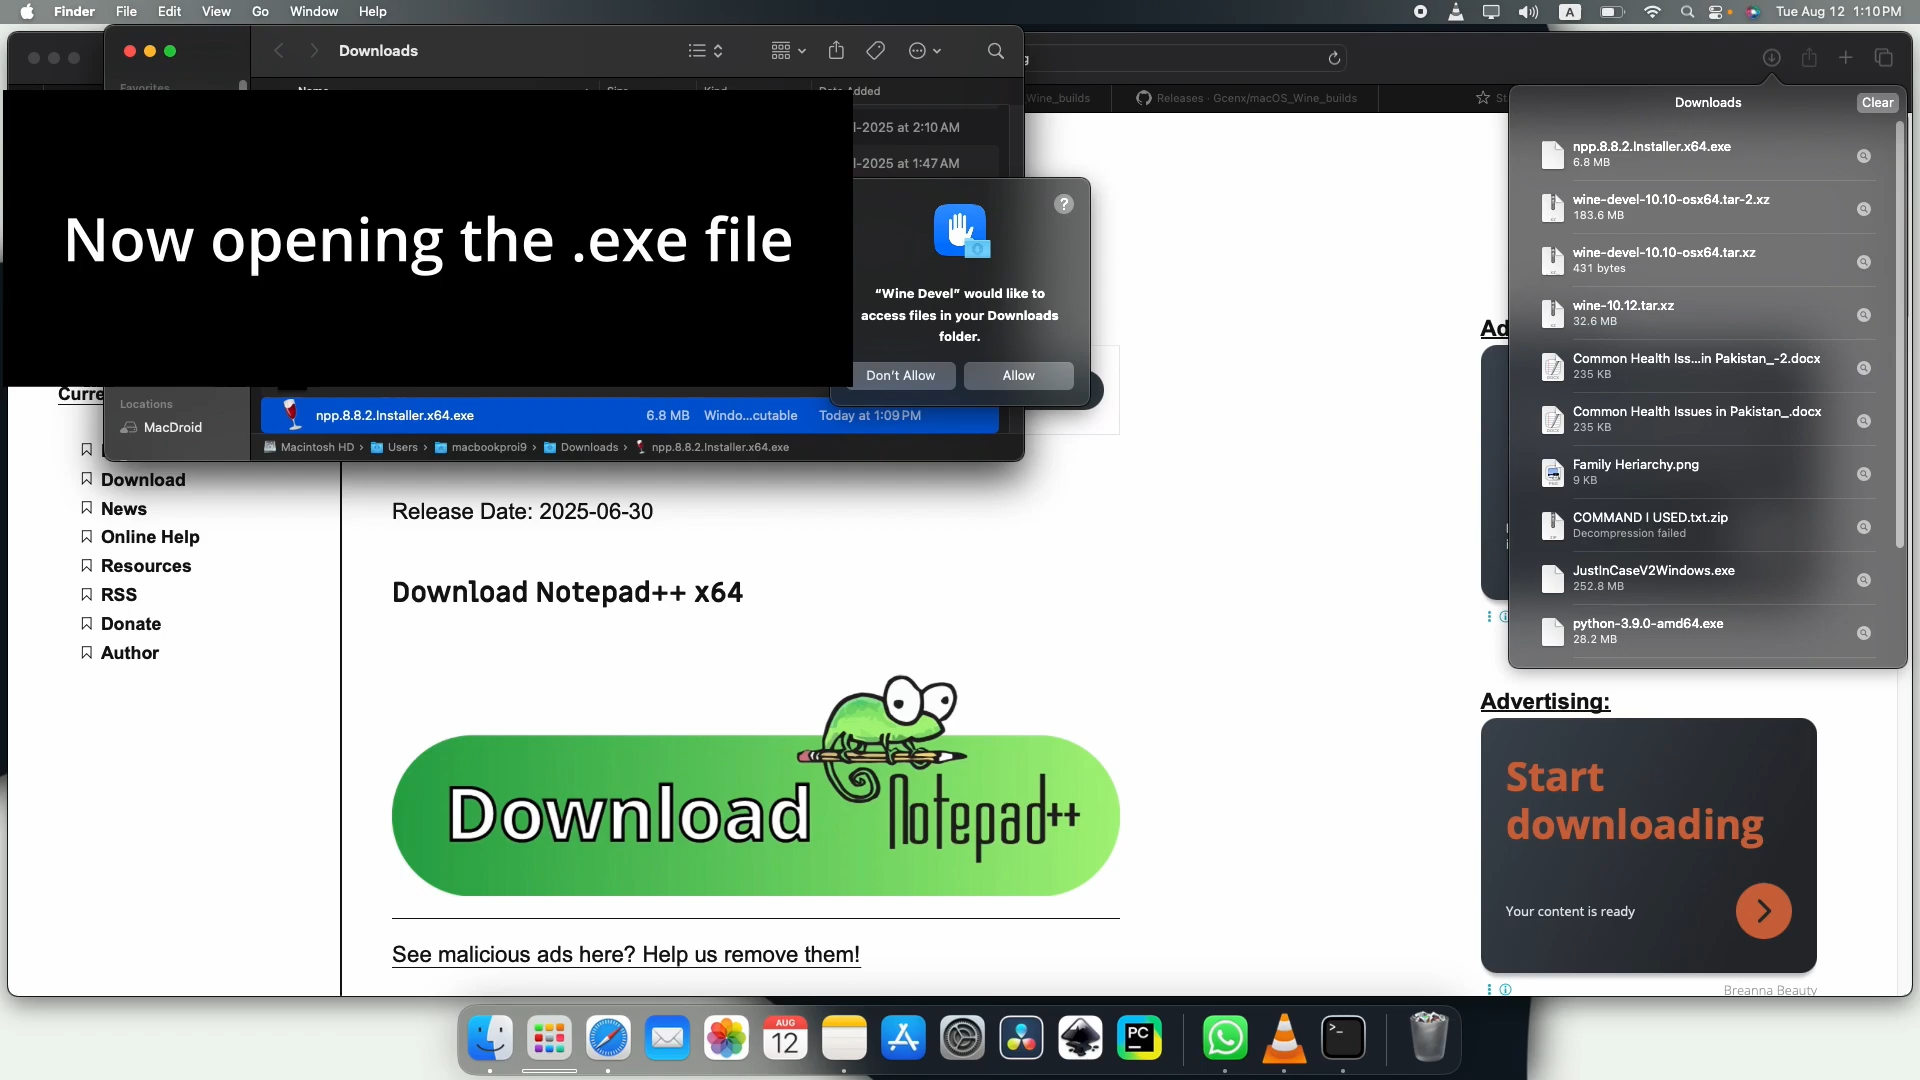 Finder File Edit View Go Window Help
A Tue Aug 12 1:10PM
Downloads
Favorites
Name
Size
Kind
Date Added
-2025 at 2:10 AM
-2025 at 1:47 AM
Now opening the .exe file
"Wine Devel" would like to
access files in your Downloads
folder.
Don't Allow
Allow
?
Locations
MacDroid
npp.8.8.2.Installer.x64.exe 6.8 MB Windo...cutable Today at 1:09 PM
Macintosh HD › Users › macbookproi9 › Downloads › npp.8.8.2.Installer.x64.exe
Wine_builds
Releases · Gcenx/macOS_Wine_builds
St
Downloads
Clear
npp.8.8.2.Installer.x64.exe
6.8 MB
wine-devel-10.10-osx64.tar-2.xz
183.6 MB
wine-devel-10.10-osx64.tar.xz
431 bytes
wine-10.12.tar.xz
32.6 MB
Common Health Iss...in Pakistan_-2.docx
235 KB
Common Health Issues in Pakistan_.docx
235 KB
Family Heriarchy.png
9 KB
COMMAND I USED.txt.zip
Decompression failed
JustInCaseV2Windows.exe
252.8 MB
python-3.9.0-amd64.exe
28.2 MB
Curre
Download
News
Online Help
Resources
RSS
Donate
Author
Release Date: 2025-06-30
Download Notepad++ x64
Download Notepad++
See malicious ads here? Help us remove them!
Ad
Advertising:
Start
downloading
Your content is ready
Breanna Beauty
AUG
12
PC